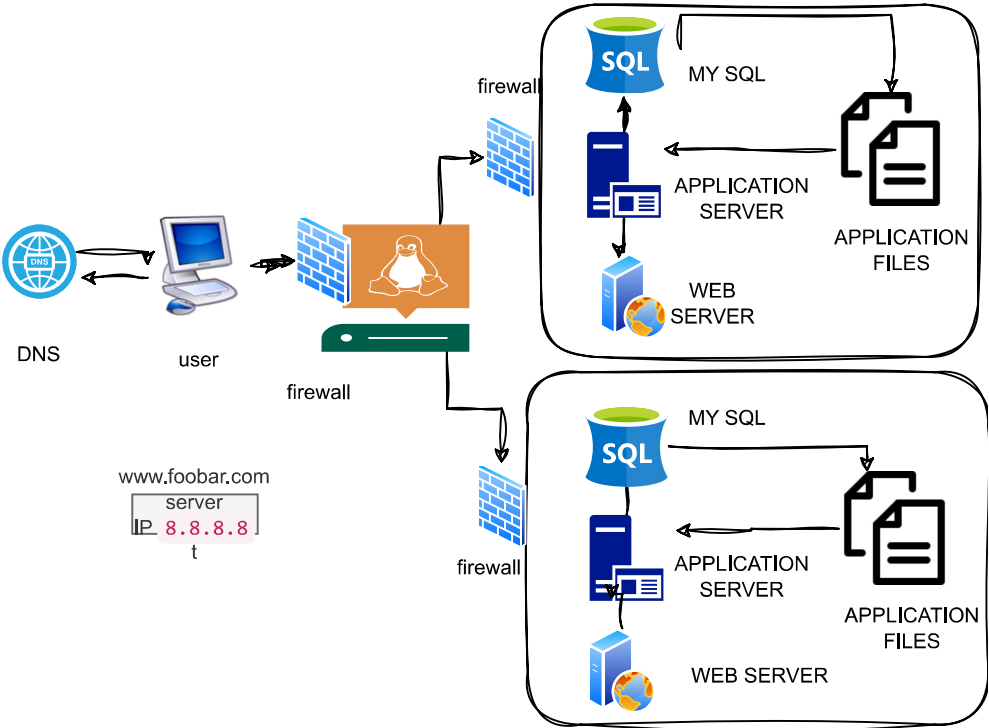 SQL
MY SQL
firewall
APPLICATION
SERVER
APPLICATION
FILES
WEB
SERVER
DNS
DNS
user
firewall
www.foobar.com
server
IP 8.8.8.8
t
firewall
MY SQL
SQL
APPLICATION
SERVER
APPLICATION
FILES
WEB SERVER